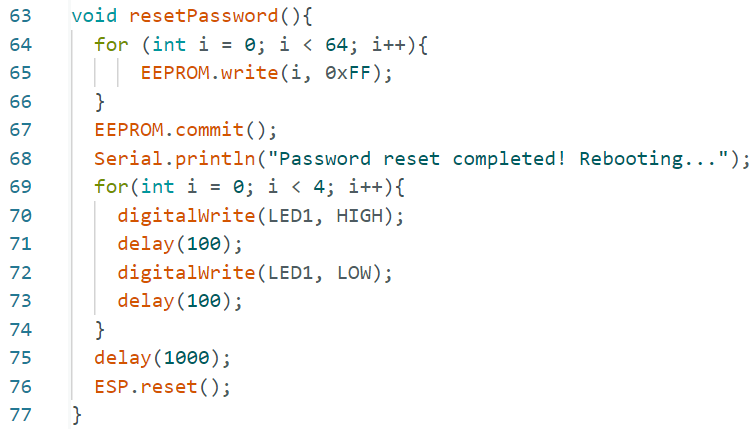 63 void resetPassword(){
64   for (int i = 0; i < 64; i++){
65       EEPROM.write(i, 0xFF);
66   }
67   EEPROM.commit();
68   Serial.println("Password reset completed! Rebooting...");
69   for(int i = 0; i < 4; i++){
70     digitalWrite(LED1, HIGH);
71     delay(100);
72     digitalWrite(LED1, LOW);
73     delay(100);
74   }
75   delay(1000);
76   ESP.reset();
77 }